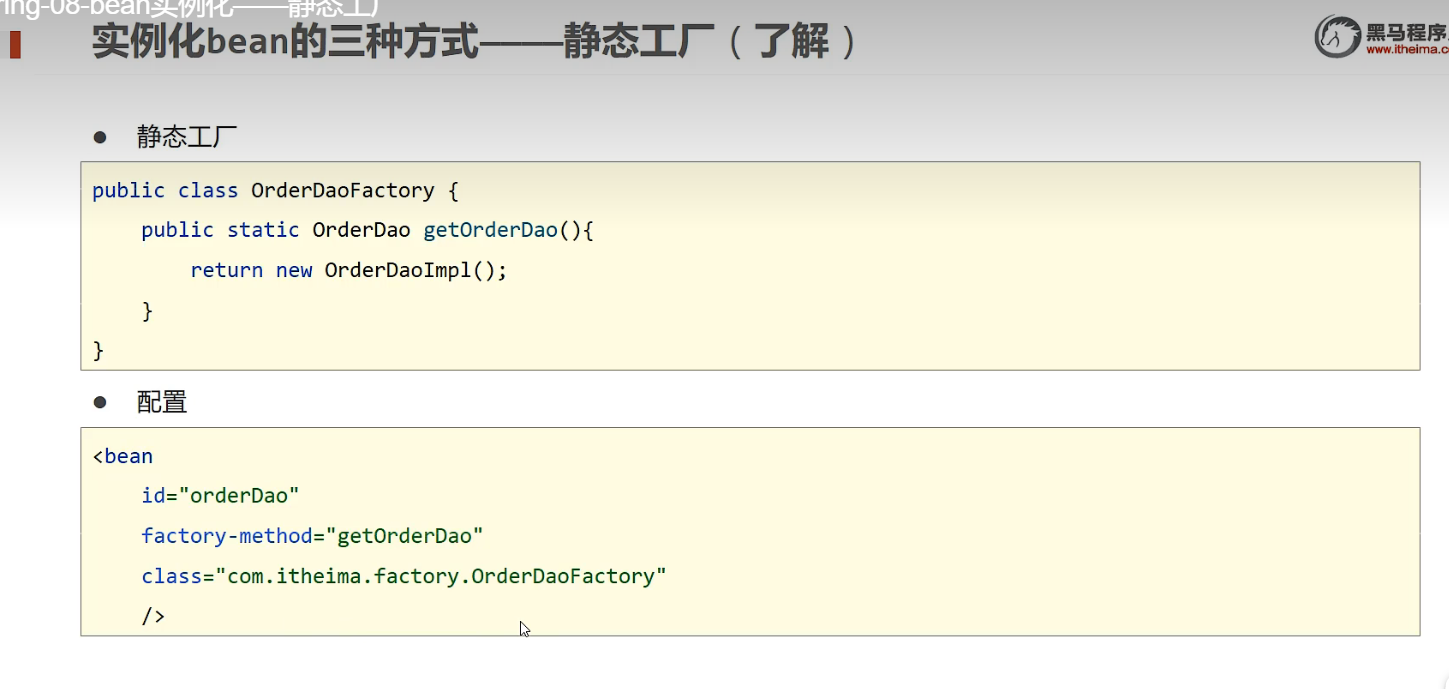 ring-08-bean实例化——静态工厂
实例化bean的三种方式——静态工厂（了解）
黑马程序
www.itheima.c
● 静态工厂
public class OrderDaoFactory {
    public static OrderDao getOrderDao(){
        return new OrderDaoImpl();
    }
}
● 配置
<bean
    id="orderDao"
    factory-method="getOrderDao"
    class="com.itheima.factory.OrderDaoFactory"
    />